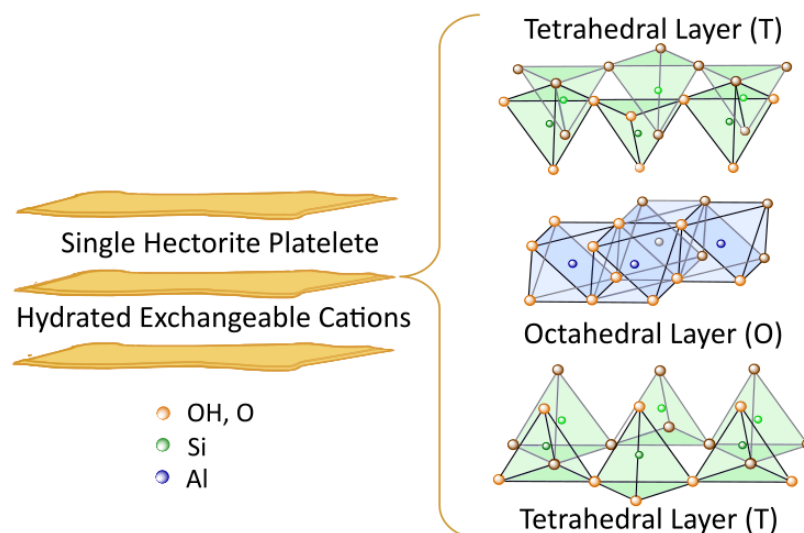 Tetrahedral Layer (T)
Single Hectorite Platelete
Hydrated Exchangeable Cations
Octahedral Layer (O)
OH, O
Si
Al
Tetrahedral Layer (T)